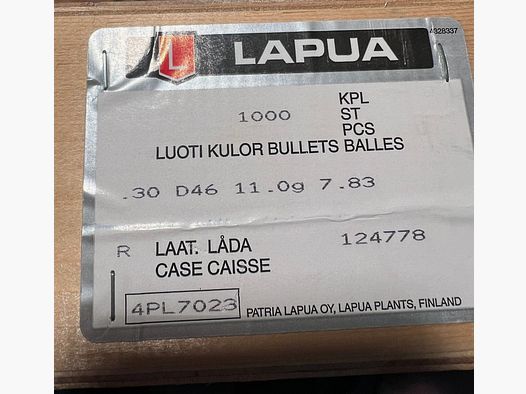 LAPUA
4328337
1000 KPL
ST
PCS
LUOTI KULOR BULLETS BALLES
.30 D46 11.0g 7.83
R LAAT. LÅDA 124778
CASE CAISSE
4PL7023 PATRIA LAPUA OY, LAPUA PLANTS, FINLAND